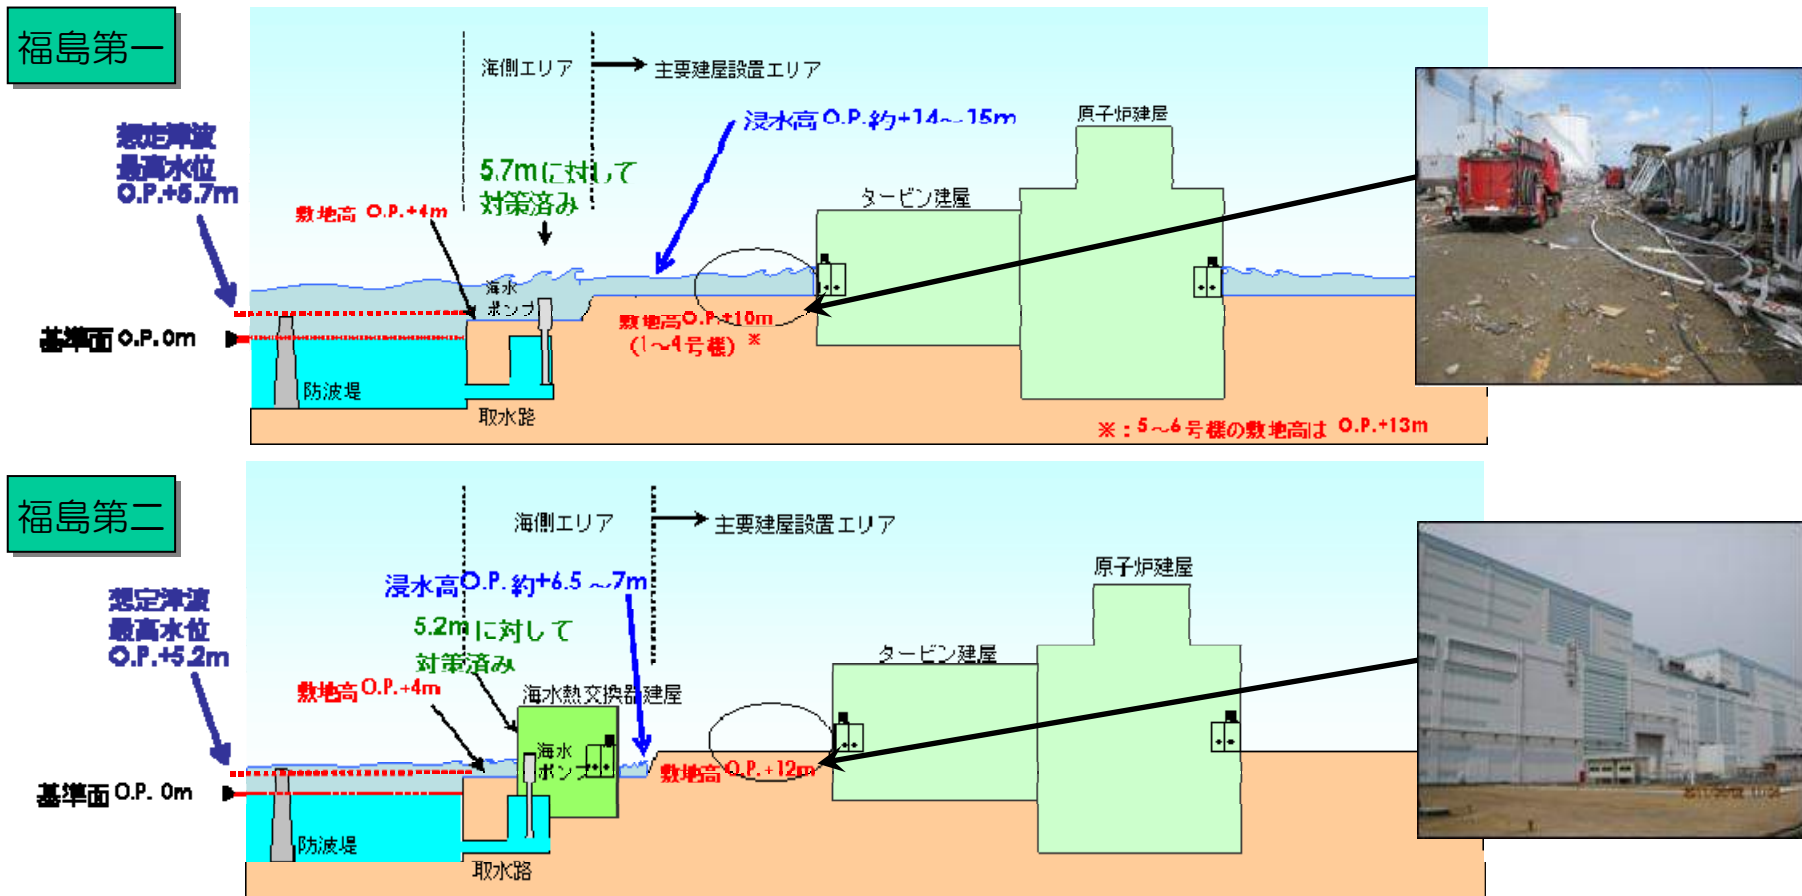 福島第一
海側エリア
主要建屋設置エリア
想定津波
最高水位
O.P.+5.7m
浸水高O.P.約+14～15m
原子炉建屋
5.7mに対して
対策済み
敷地高 O.P.+4m
タービン建屋
海水
ポンプ
基準面 O.P. 0m
敷地高O.P.+10m
(1～4号機) ※
防波堤
取水路
※：5～6号機の敷地高は O.P.+13m
福島第二
海側エリア
主要建屋設置エリア
浸水高O.P.約+6.5～7m
原子炉建屋
想定津波
最高水位
O.P.+5.2m
5.2mに対して
対策済み
タービン建屋
敷地高O.P.+4m
海水熱交換器建屋
海水
ポンプ
敷地高O.P.+12m
基準面 O.P. 0m
防波堤
取水路